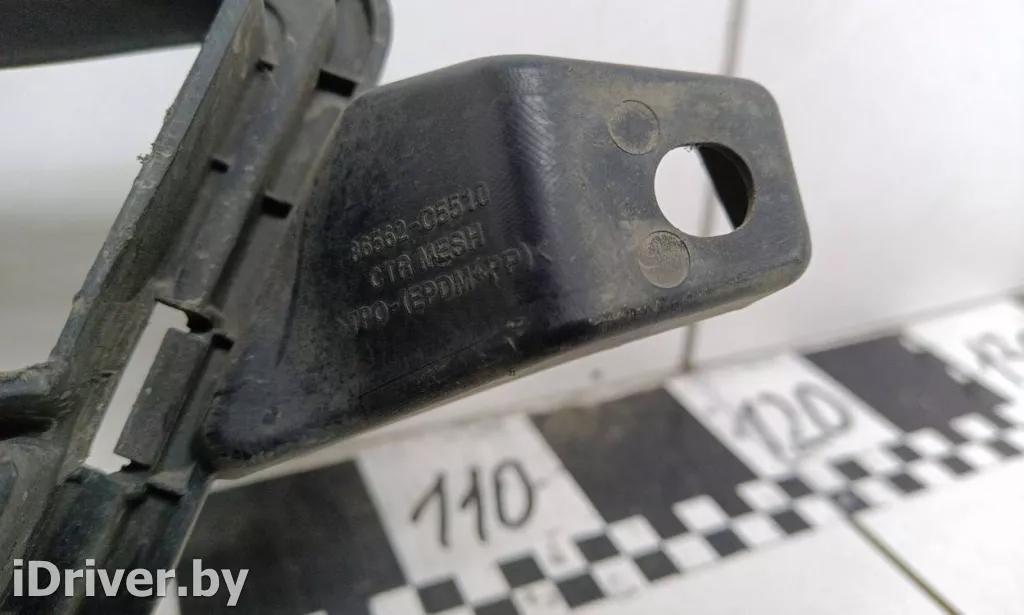 86562-C5510
CTR MESH
>TPO-(EPDM+PP)<
110
120
iDriver.by